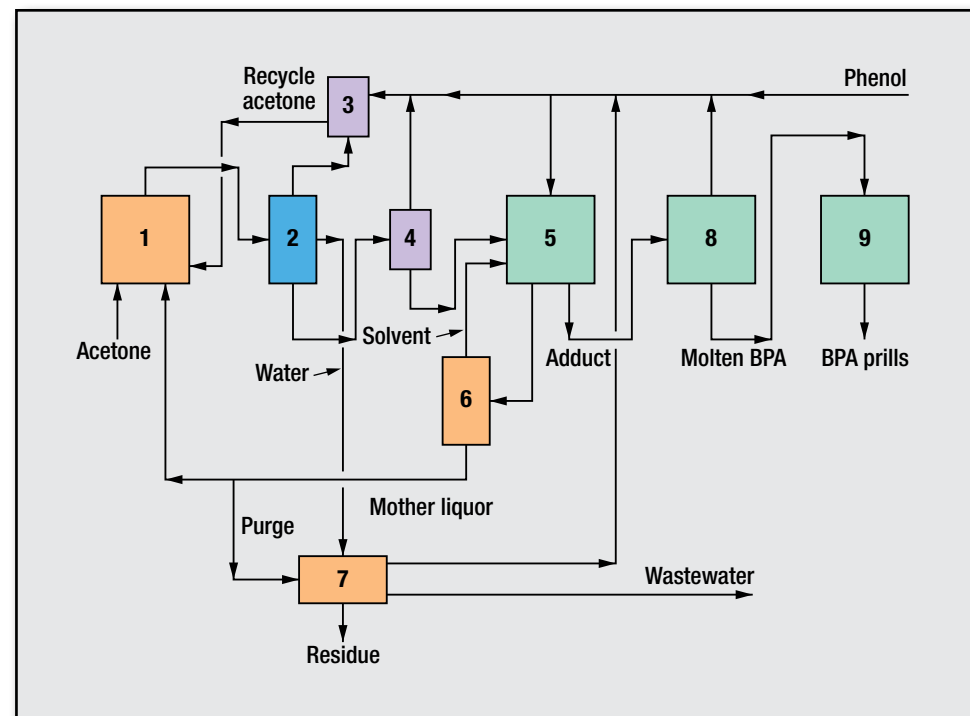 Recycle
acetone
3
Phenol
1
2
4
5
8
9
Acetone
Solvent
Water
Adduct
Molten BPA
BPA prills
6
Mother liquor
Purge
7
Wastewater
Residue